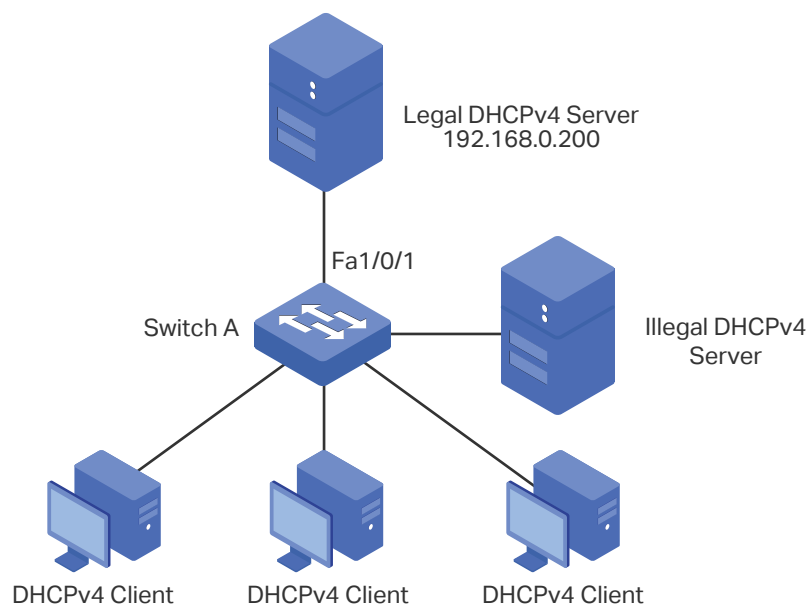 Legal DHCPv4 Server
192.168.0.200
Fa1/0/1
Switch A
Illegal DHCPv4
Server
DHCPv4 Client
DHCPv4 Client
DHCPv4 Client